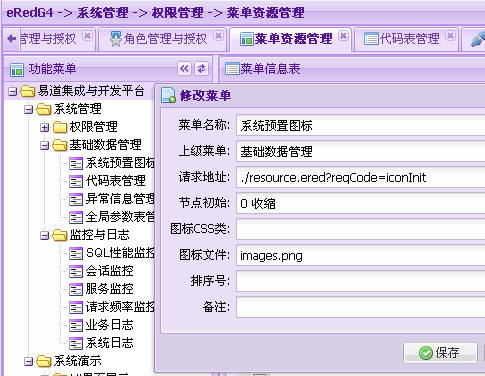 eRedG4 -> 系统管理 -> 权限管理 -> 菜单资源管理
管理与授权
角色管理与授权
菜单资源管理
代码表管理
功能菜单
菜单信息表
易道集成与开发平台
系统管理
权限管理
基础数据管理
系统预置图标
代码表管理
异常信息管理
全局参数表管
监控与日志
SQL性能监控
会话监控
服务监控
请求频率监控
业务日志
系统日志
系统演示
UI界面展示
修改菜单
菜单名称: 系统预置图标
上级菜单: 基础数据管理
请求地址: ./resource.ered?reqCode=iconInit
节点初始: 0 收缩
图标CSS类:
图标文件: images.png
排序号:
备注:
保存